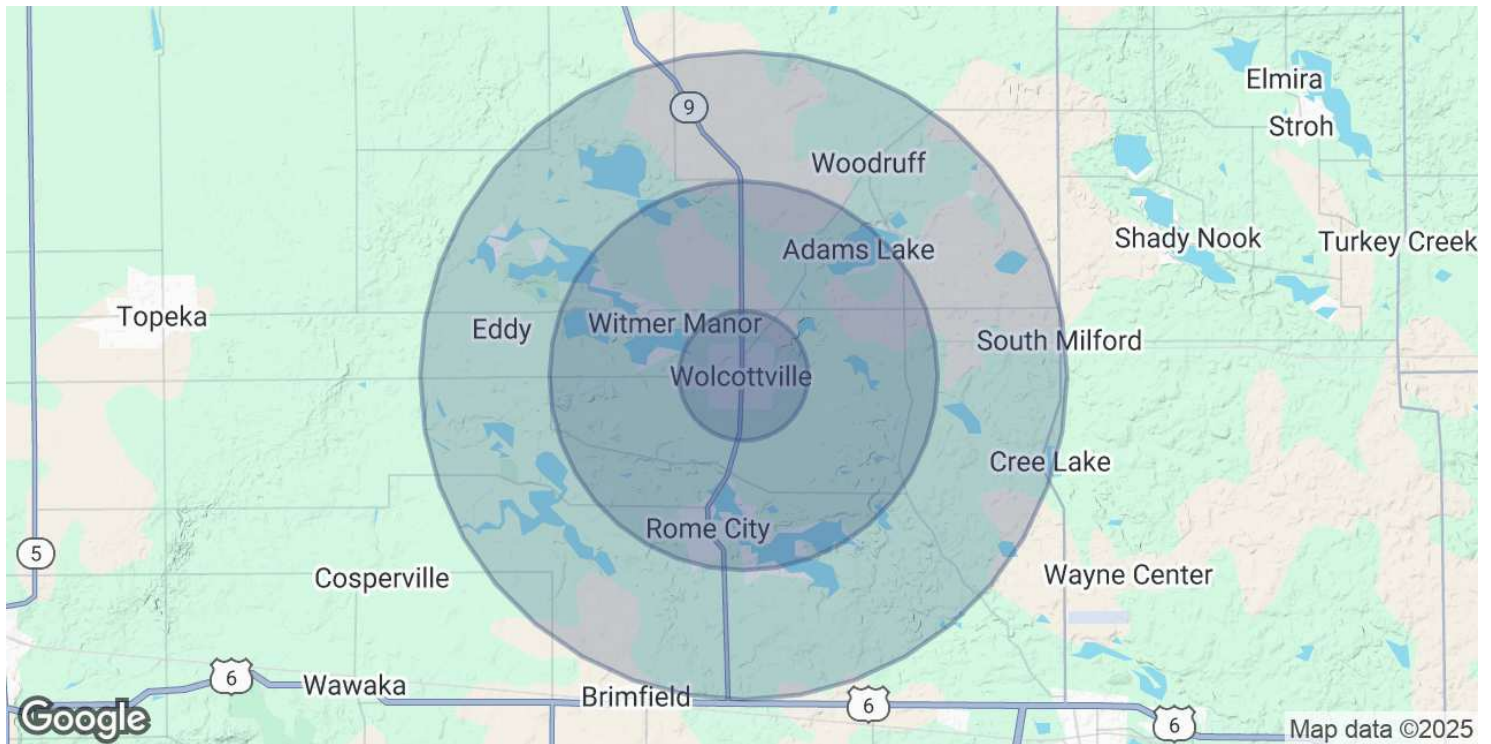 Elmira
9
Stroh
Woodruff
Shady Nook
Turkey Creek
Adams Lake
Topeka
Witmer Manor
Eddy
South Milford
Wolcottville
Cree Lake
Rome City
5
Cosperville
Wayne Center
6
Wawaka
Brimfield
6
6
Google
Map data ©2025